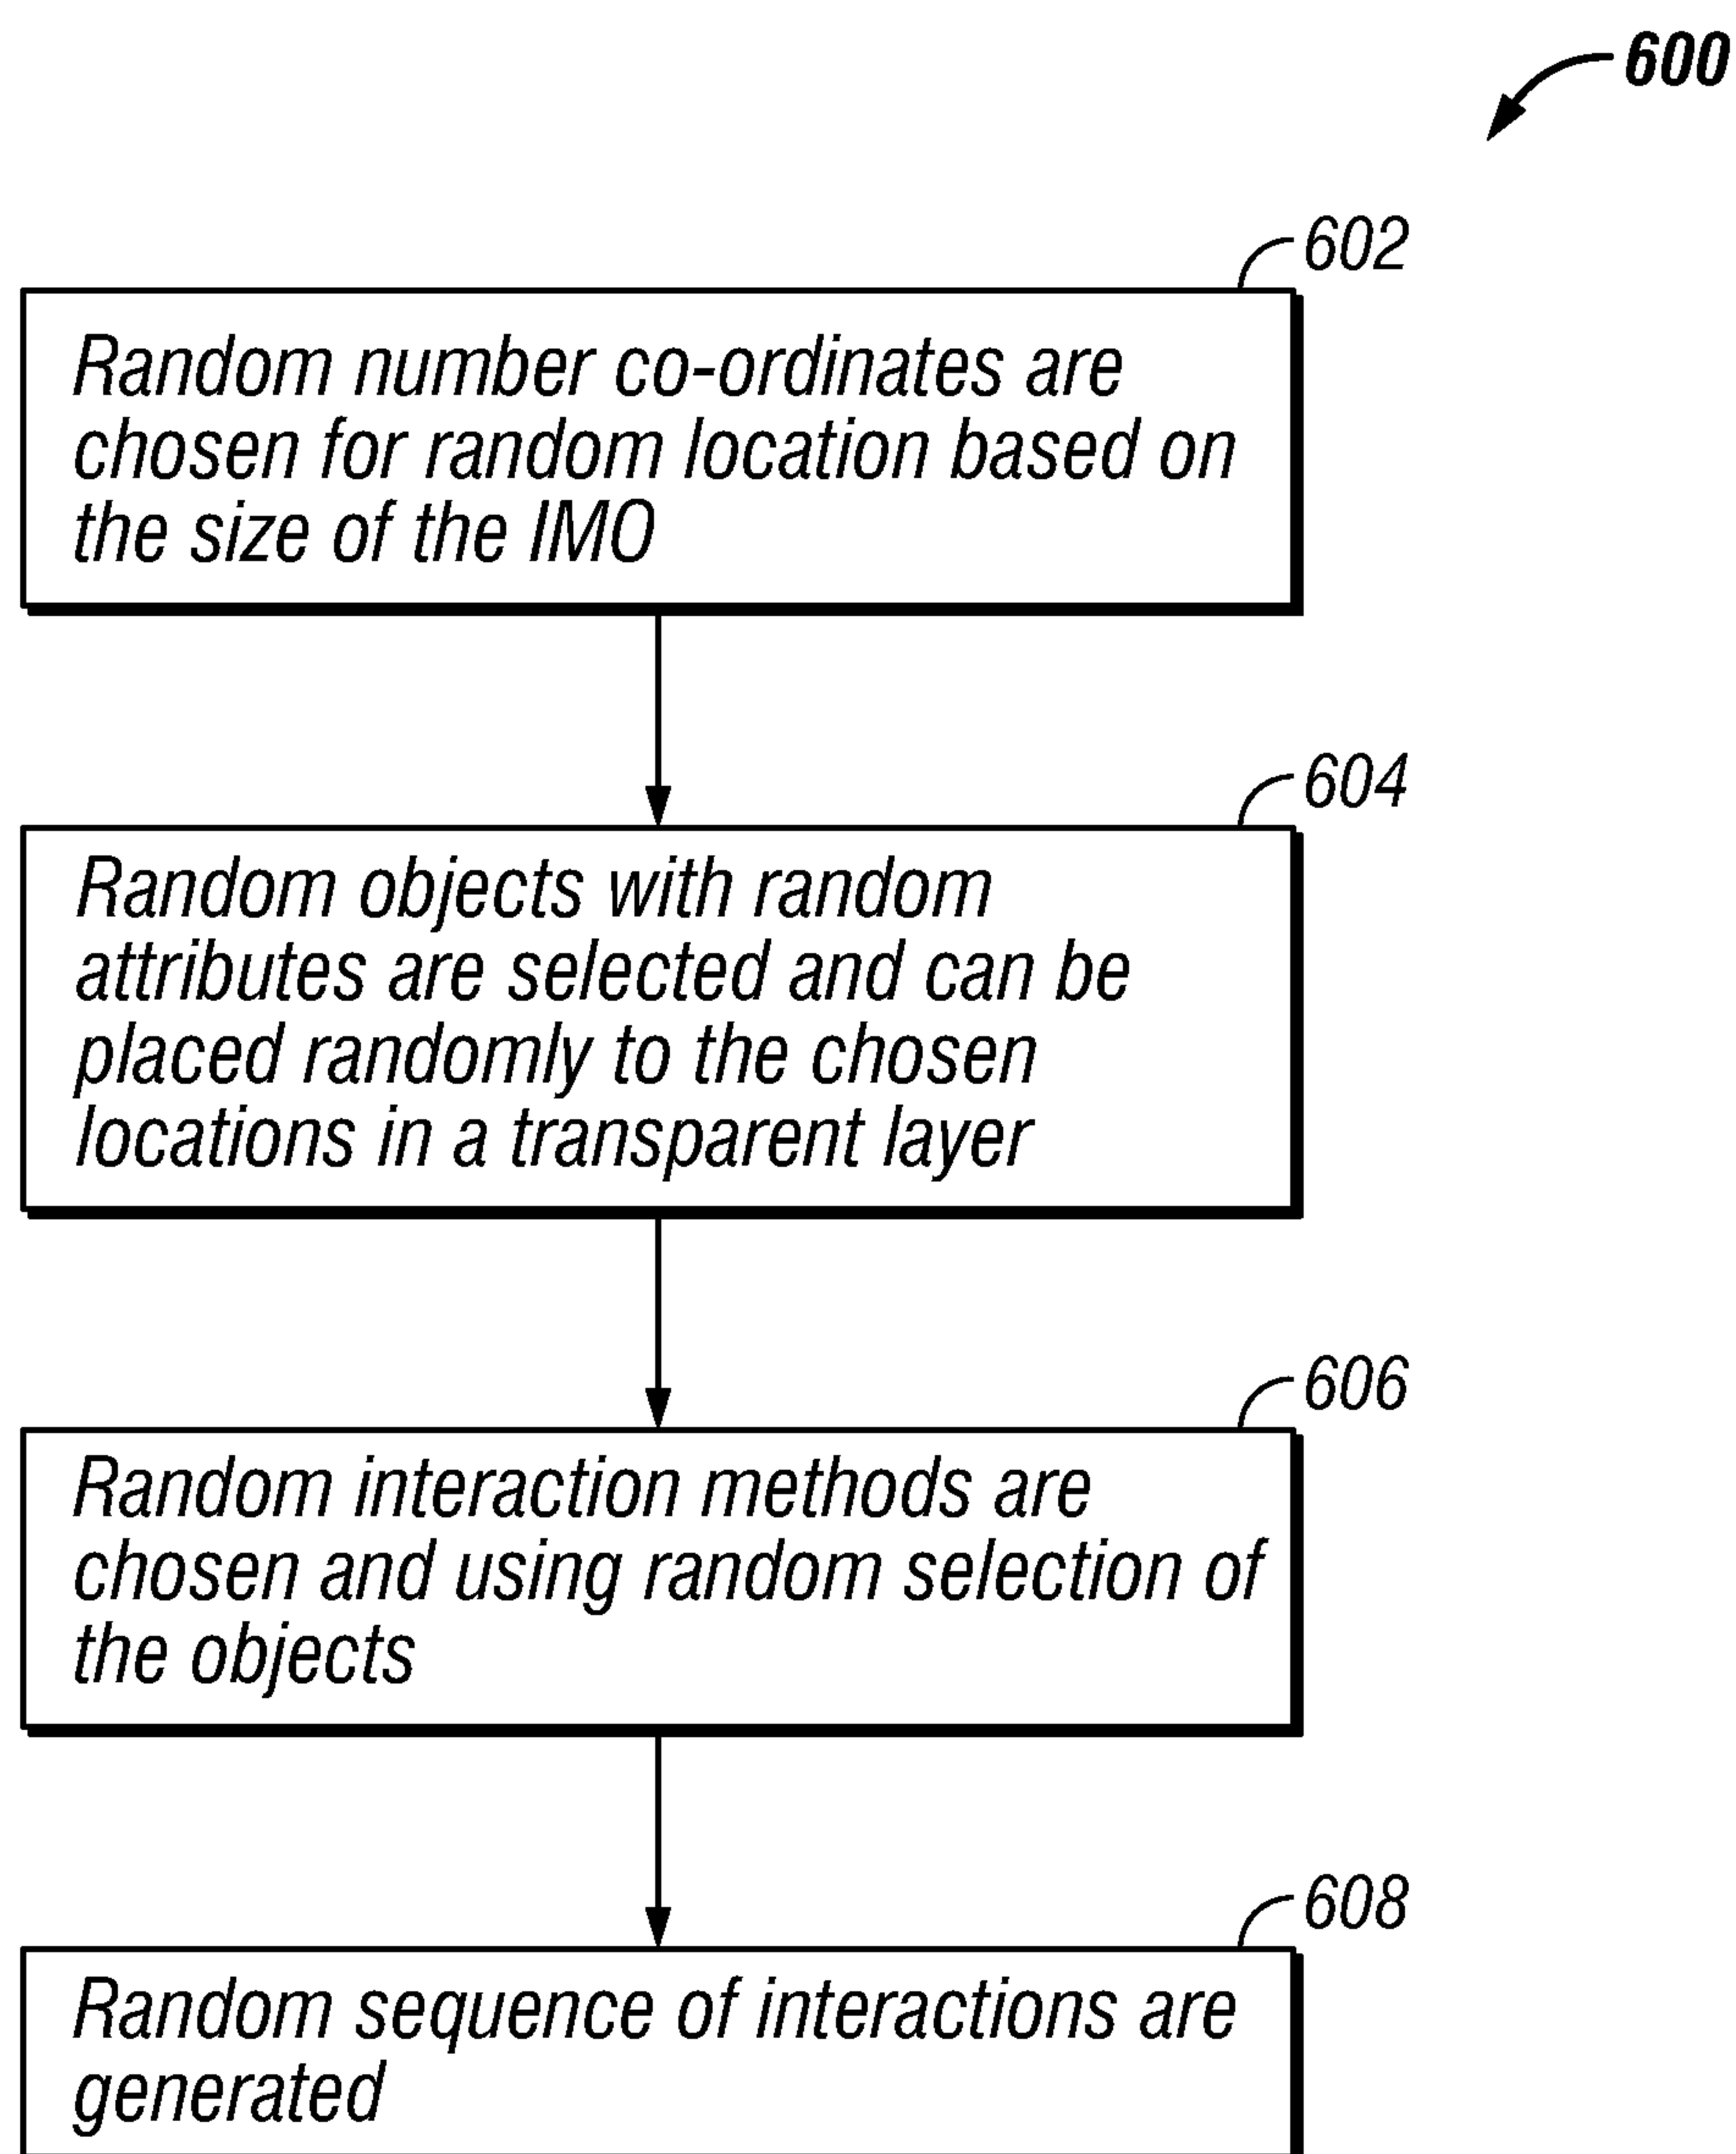 600
602
Random number co-ordinates are
chosen for random location based on
the size of the IMO
604
Random objects with random
attributes are selected and can be
placed randomly to the chosen
locations in a transparent layer
606
Random interaction methods are
chosen and using random selection of
the objects
608
Random sequence of interactions are
generated